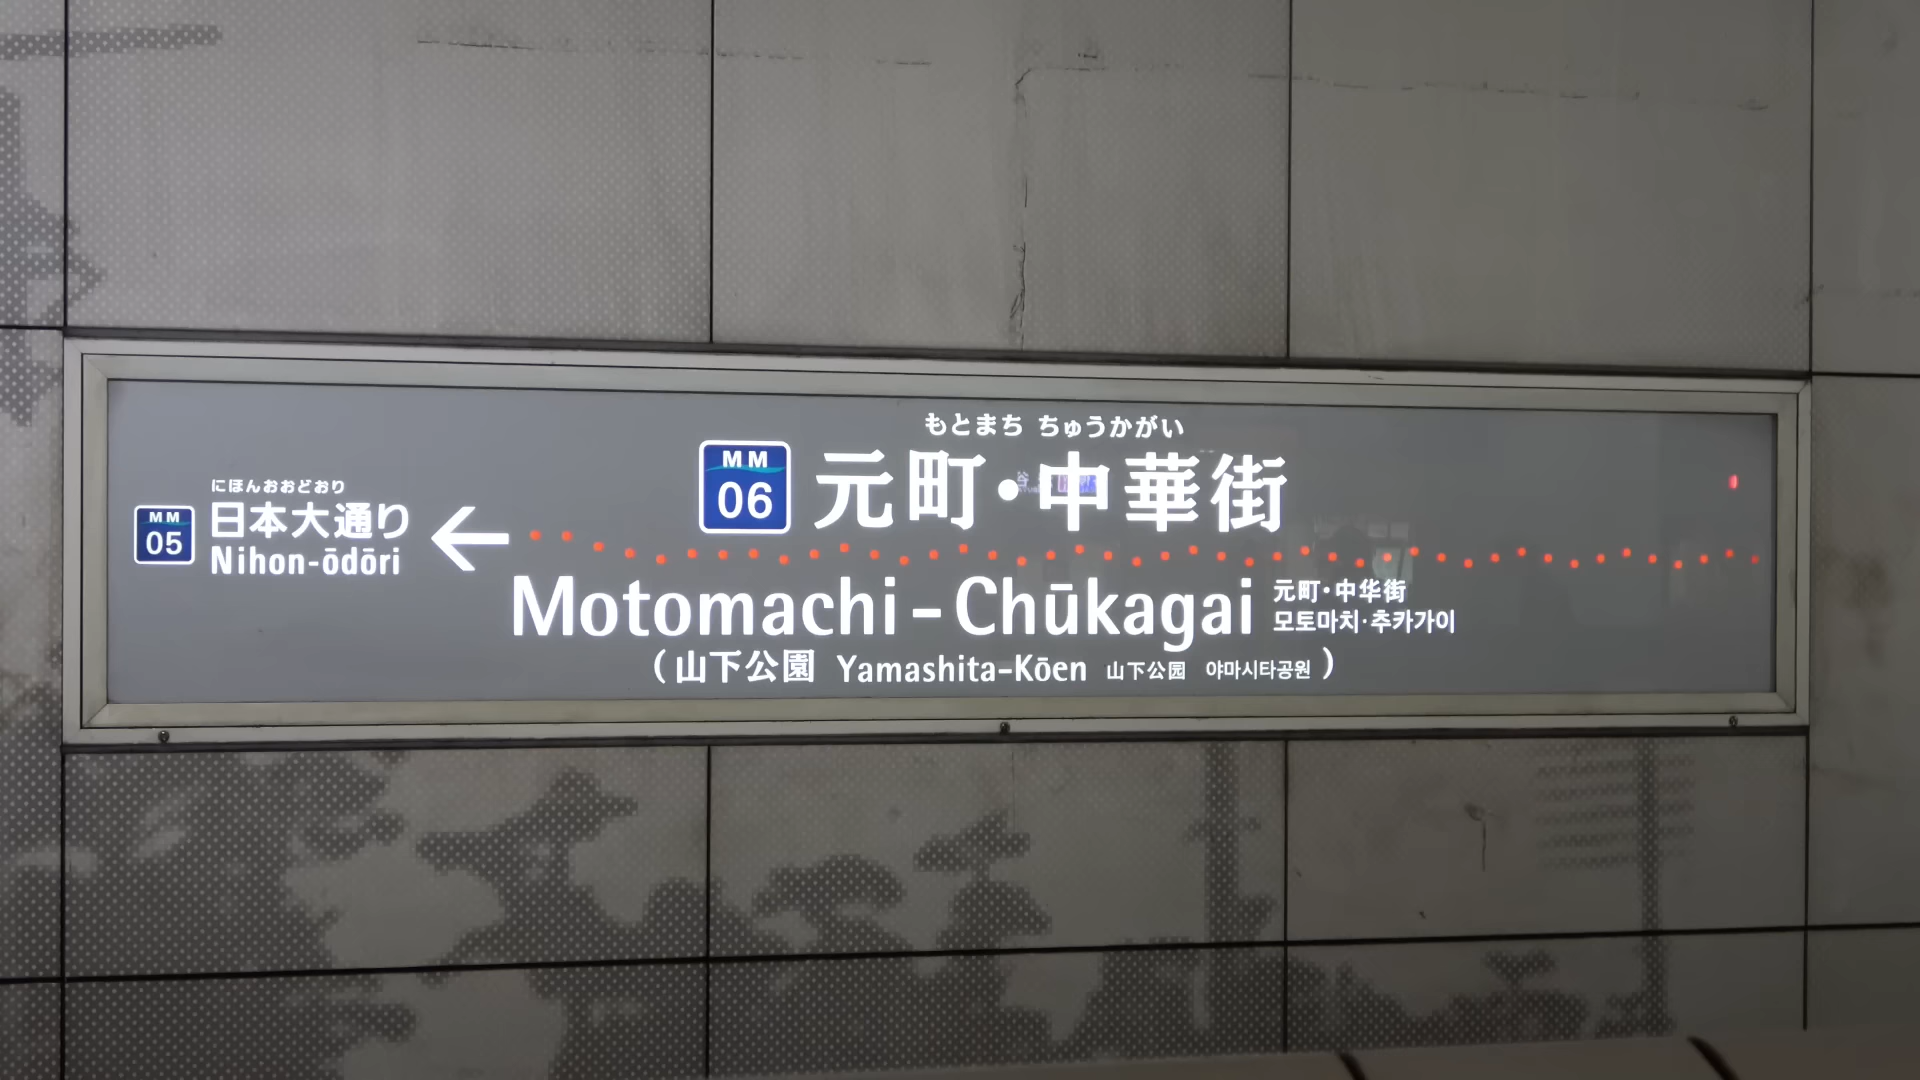 もとまち ちゅうかがい
MM
06
元町・中華街
にほんおおどおり
MM
05
日本大通り
Nihon-ōdōri
Motomachi-Chūkagai
元町・中华街
모토마치·추카가이
(山下公園 Yamashita-Kōen 山下公园 야마시타공원)